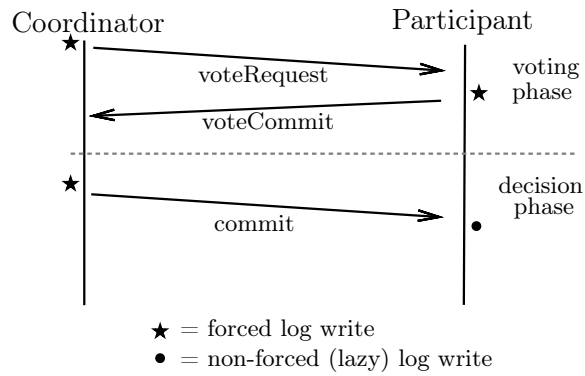 Coordinator
Participant
voteRequest
voting
phase
voteCommit
decision
phase
commit
★ = forced log write
● = non-forced (lazy) log write